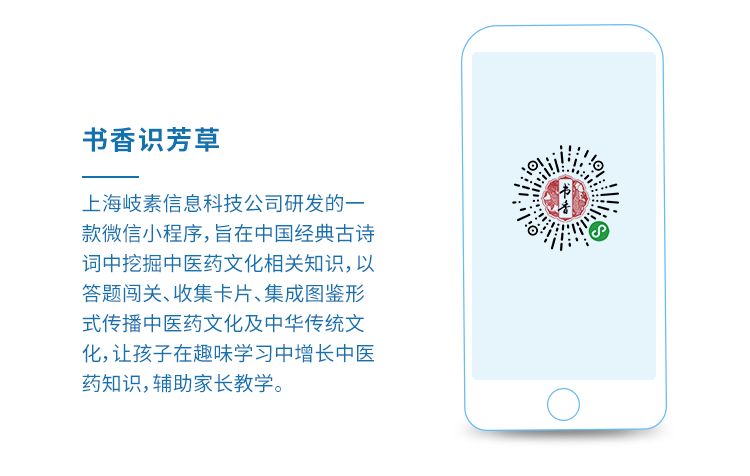 书香识芳草
上海岐素信息科技公司研发的一
款微信小程序，旨在中国经典古诗
词中挖掘中医药文化相关知识，以
答题闯关、收集卡片、集成图鉴形
式传播中医药文化及中华传统文
化，让孩子在趣味学习中增长中医
药知识，辅助家长教学。
书香